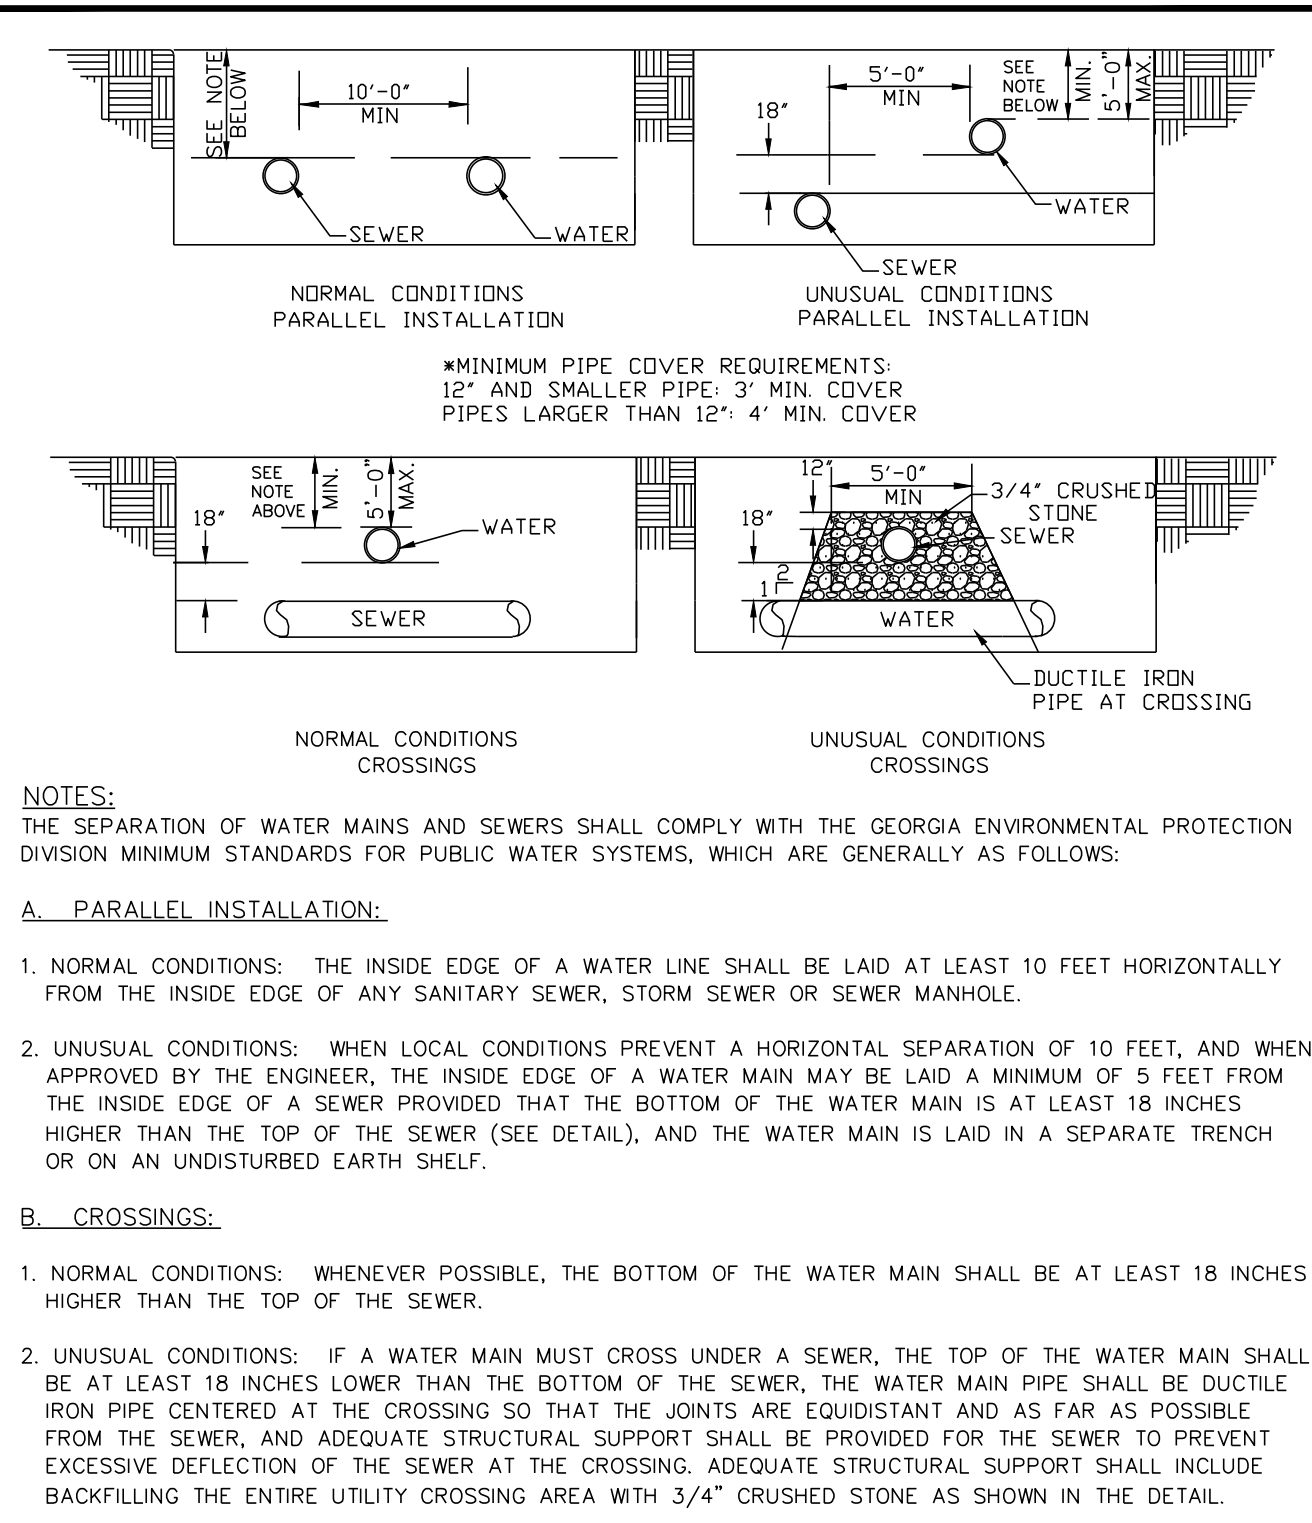 SEE NOTE
BELOW
10'-0"
MIN
SEWER
WATER
NORMAL CONDITIONS
PARALLEL INSTALLATION
5'-0"
MIN
18"
SEE
NOTE
BELOW
MIN.
5'-0"
MAX.
WATER
SEWER
UNUSUAL CONDITIONS
PARALLEL INSTALLATION
*MINIMUM PIPE COVER REQUIREMENTS:
12" AND SMALLER PIPE: 3' MIN. COVER
PIPES LARGER THAN 12": 4' MIN. COVER
SEE
NOTE
ABOVE
MIN.
5'-0"
MAX.
18"
WATER
SEWER
NORMAL CONDITIONS
CROSSINGS
12"
5'-0"
MIN
3/4" CRUSHED
STONE
18"
SEWER
2
1
WATER
DUCTILE IRON
PIPE AT CROSSING
UNUSUAL CONDITIONS
CROSSINGS
NOTES:
THE SEPARATION OF WATER MAINS AND SEWERS SHALL COMPLY WITH THE GEORGIA ENVIRONMENTAL PROTECTION
DIVISION MINIMUM STANDARDS FOR PUBLIC WATER SYSTEMS, WHICH ARE GENERALLY AS FOLLOWS:
A. PARALLEL INSTALLATION:
1. NORMAL CONDITIONS: THE INSIDE EDGE OF A WATER LINE SHALL BE LAID AT LEAST 10 FEET HORIZONTALLY
FROM THE INSIDE EDGE OF ANY SANITARY SEWER, STORM SEWER OR SEWER MANHOLE.
2. UNUSUAL CONDITIONS: WHEN LOCAL CONDITIONS PREVENT A HORIZONTAL SEPARATION OF 10 FEET, AND WHEN
APPROVED BY THE ENGINEER, THE INSIDE EDGE OF A WATER MAIN MAY BE LAID A MINIMUM OF 5 FEET FROM
THE INSIDE EDGE OF A SEWER PROVIDED THAT THE BOTTOM OF THE WATER MAIN IS AT LEAST 18 INCHES
HIGHER THAN THE TOP OF THE SEWER (SEE DETAIL), AND THE WATER MAIN IS LAID IN A SEPARATE TRENCH
OR ON AN UNDISTURBED EARTH SHELF.
B. CROSSINGS:
1. NORMAL CONDITIONS: WHENEVER POSSIBLE, THE BOTTOM OF THE WATER MAIN SHALL BE AT LEAST 18 INCHES
HIGHER THAN THE TOP OF THE SEWER.
2. UNUSUAL CONDITIONS: IF A WATER MAIN MUST CROSS UNDER A SEWER, THE TOP OF THE WATER MAIN SHALL
BE AT LEAST 18 INCHES LOWER THAN THE BOTTOM OF THE SEWER, THE WATER MAIN PIPE SHALL BE DUCTILE
IRON PIPE CENTERED AT THE CROSSING SO THAT THE JOINTS ARE EQUIDISTANT AND AS FAR AS POSSIBLE
FROM THE SEWER, AND ADEQUATE STRUCTURAL SUPPORT SHALL BE PROVIDED FOR THE SEWER TO PREVENT
EXCESSIVE DEFLECTION OF THE SEWER AT THE CROSSING. ADEQUATE STRUCTURAL SUPPORT SHALL INCLUDE
BACKFILLING THE ENTIRE UTILITY CROSSING AREA WITH 3/4" CRUSHED STONE AS SHOWN IN THE DETAIL.